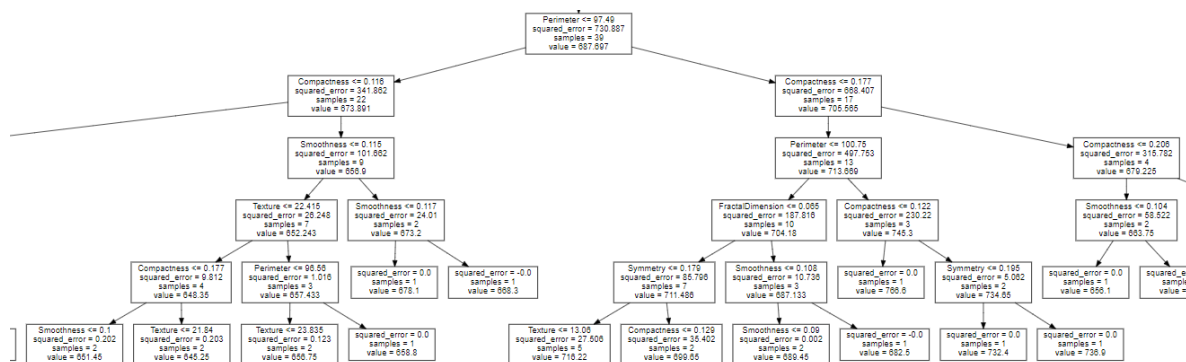 Perimeter <= 97.49
squared_error = 730.887
samples = 39
value = 687.697
Compactness <= 0.116
squared_error = 341.862
samples = 22
value = 673.891
Compactness <= 0.177
squared_error = 668.407
samples = 17
value = 705.565
Smoothness <= 0.115
squared_error = 101.662
samples = 9
value = 656.9
Perimeter <= 100.75
squared_error = 497.753
samples = 13
value = 713.669
Compactness <= 0.206
squared_error = 315.782
samples = 4
value = 679.225
Texture <= 22.415
squared_error = 26.248
samples = 7
value = 652.243
Smoothness <= 0.117
squared_error = 24.01
samples = 2
value = 673.2
FractalDimension <= 0.065
squared_error = 187.816
samples = 10
value = 704.18
Compactness <= 0.122
squared_error = 230.22
samples = 3
value = 745.3
Smoothness <= 0.104
squared_error = 58.522
samples = 2
value = 663.75
Compactness <= 0.177
squared_error = 9.812
samples = 4
value = 648.35
Perimeter <= 96.56
squared_error = 1.016
samples = 3
value = 657.433
squared_error = 0.0
samples = 1
value = 678.1
squared_error = -0.0
samples = 1
value = 668.3
Symmetry <= 0.179
squared_error = 85.796
samples = 7
value = 711.486
Smoothness <= 0.108
squared_error = 10.736
samples = 3
value = 687.133
squared_error = 0.0
samples = 1
value = 766.6
Symmetry <= 0.195
squared_error = 5.062
samples = 2
value = 734.65
squared_error = 0.0
samples = 1
value = 656.1
squared_e
samples
value =
Smoothness <= 0.1
squared_error = 0.202
samples = 2
value = 651.45
Texture <= 21.84
squared_error = 0.203
samples = 2
value = 645.25
Texture <= 23.835
squared_error = 0.123
samples = 2
value = 656.75
squared_error = 0.0
samples = 1
value = 658.8
Texture <= 13.06
squared_error = 27.506
samples = 5
value = 716.22
Compactness <= 0.129
squared_error = 35.402
samples = 2
value = 699.65
Smoothness <= 0.09
squared_error = 0.002
samples = 2
value = 689.45
squared_error = -0.0
samples = 1
value = 682.5
squared_error = 0.0
samples = 1
value = 732.4
squared_error = 0.0
samples = 1
value = 736.9